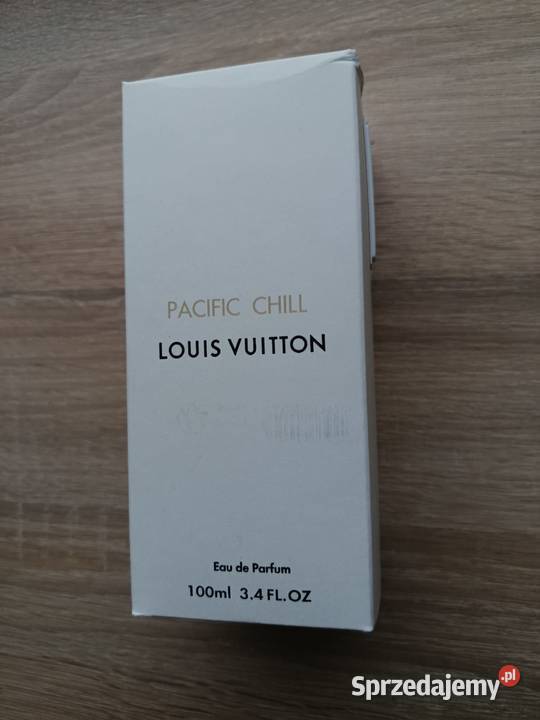 PACIFIC CHILL
LOUIS VUITTON
Eau de Parfum
100ml 3.4 FL.OZ
Sprzedajemy.pl